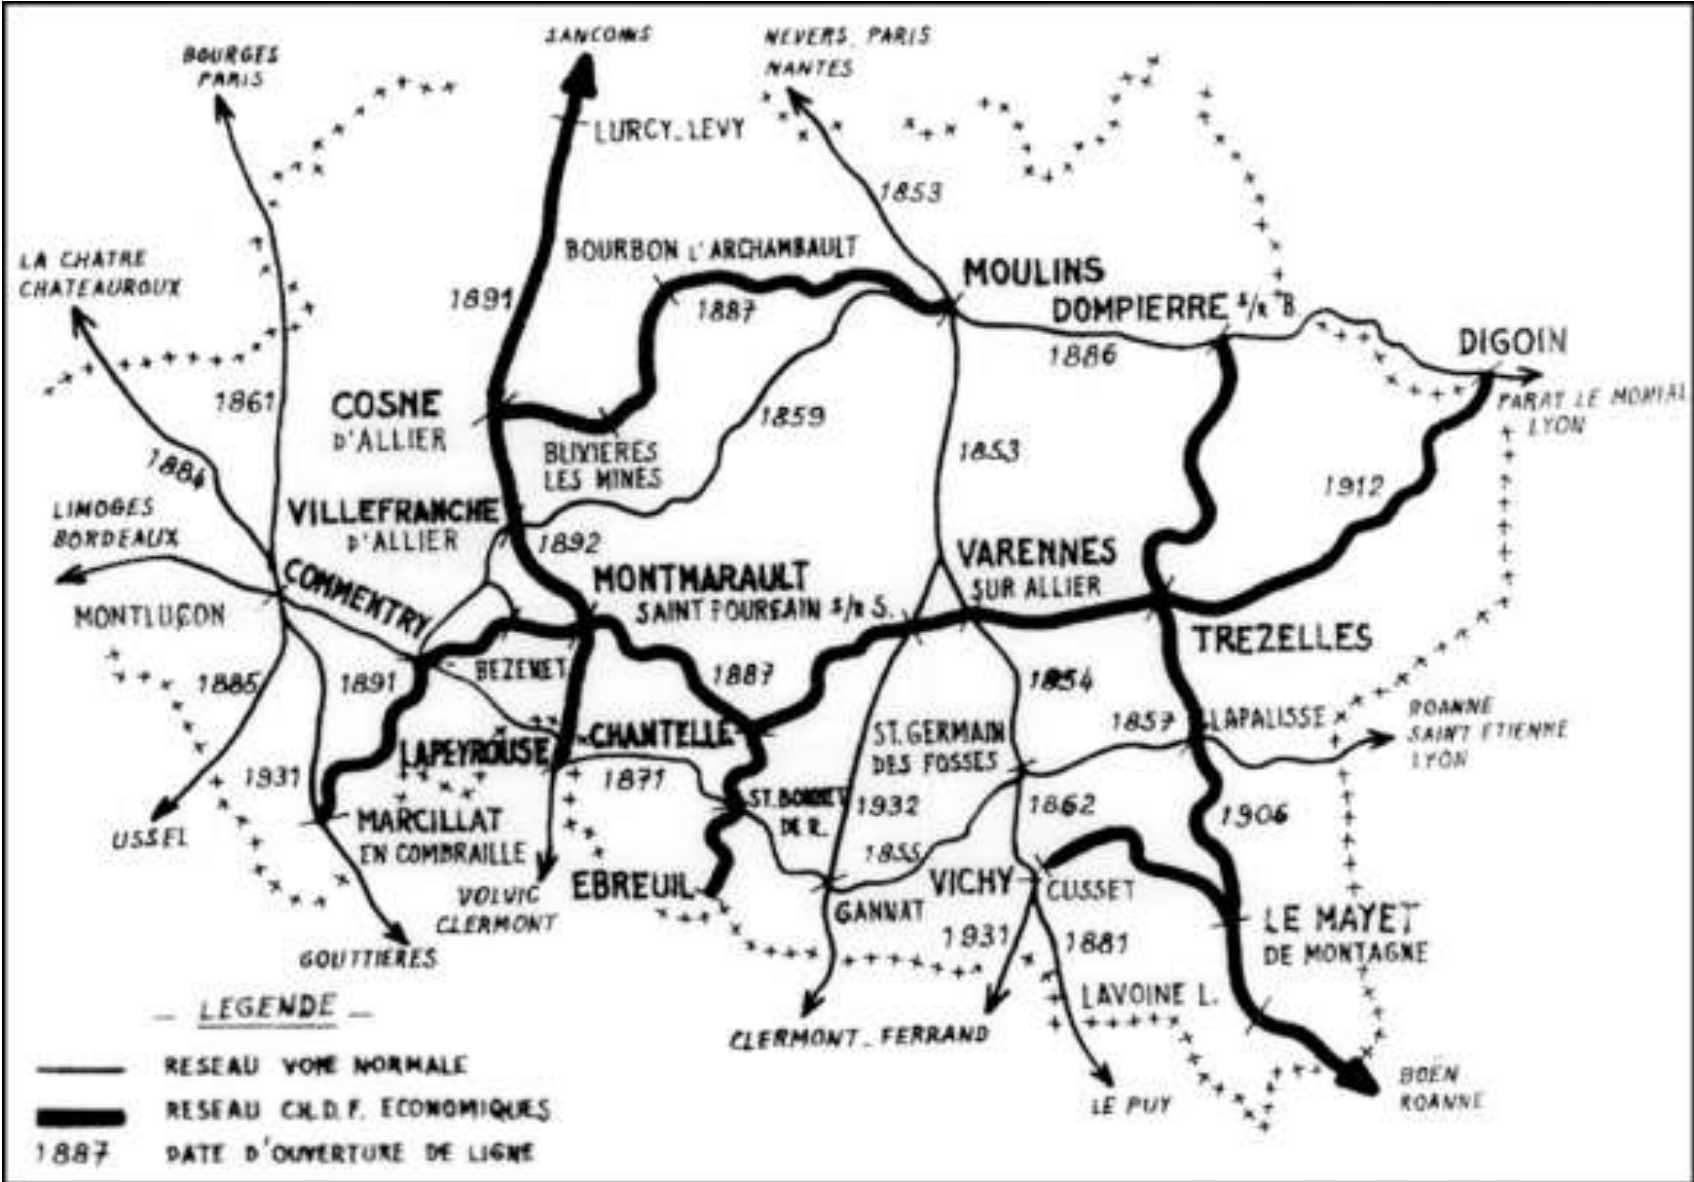 SANCOINS
NEVERS, PARIS
NANTES
BOURGES
PARIS
LURCY_LEVY
1853
LA CHATRE
CHATEAUROUX
BOURBON L'ARCHAMBAULT
MOULINS
DOMPIERRE S/R B.
1891
1887
1886
DIGOIN
PARAY LE MONIAL
LYON
1861
COSNE
D'ALLIER
1859
BUXIERES
LES MINES
1853
1884
1912
LIMOGES
BORDEAUX
VILLEFRANCHE
D'ALLIER
1892
VARENNES
SUR ALLIER
COMMENTRY
MONTMARAULT
SAINT POURCAIN S/R S.
MONTLUÇON
TREZELLES
BEZENET
1885
1891
1887
1854
1857
LAPALISSE
ROANNE
SAINT ETIENNE
LYON
LAPEYROUSE
CHANTELLE
ST. GERMAIN
DES FOSSES
1931
1871
ST. BONNET
DE R.
1932
1862
1906
USSEL
MARCILLAT
EN COMBRAILLE
1855
VOLVIC
CLERMONT
EBREUIL
GANNAT
VICHY
CUSSET
LE MAYET
DE MONTAGNE
1931
1881
GOUTTIERES
LAVOINE L.
CLERMONT_FERRAND
LE PUY
BOËN
ROANNE
_ LEGENDE _
RESEAU VOIE NORMALE
RESEAU CH.D.F. ECONOMIQUES
1887 DATE D'OUVERTURE DE LIGNE